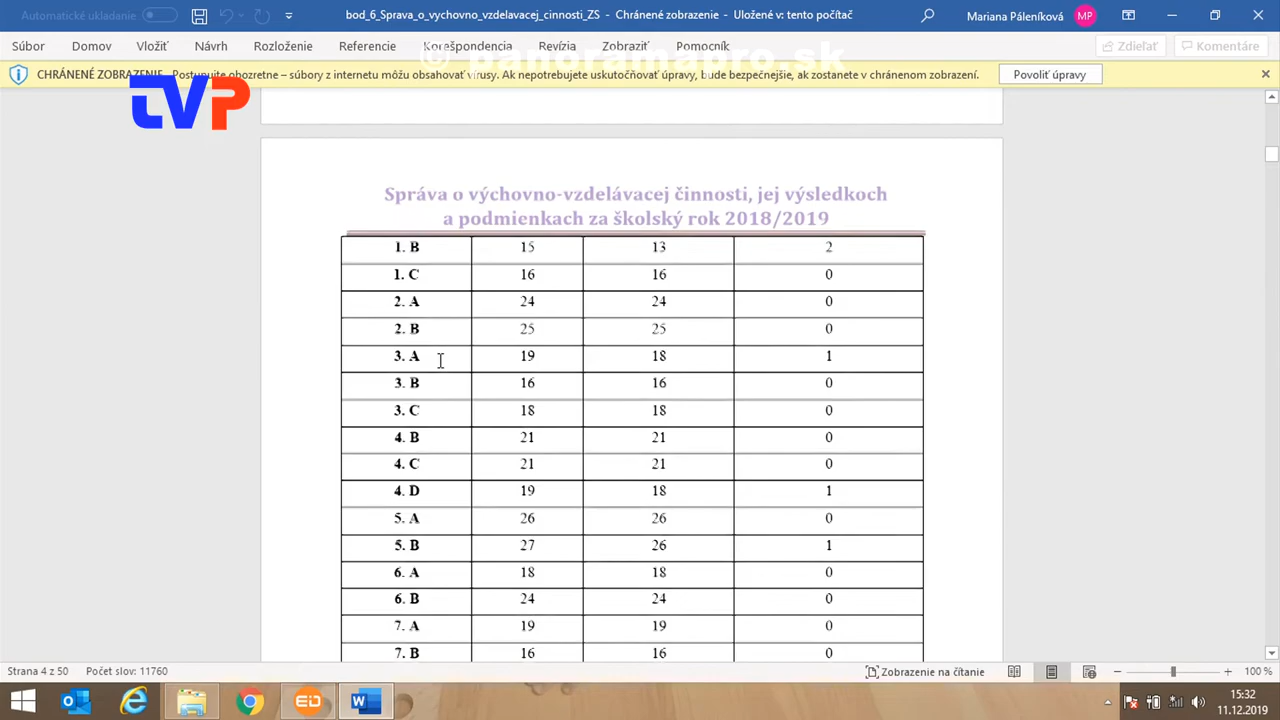 Automatické ukladanie
bod_6_Sprava_o_vychovno_vzdelavacej_cinnosti_ZS - Chránené zobrazenie - Uložené v: tento počítač
Mariana Páleníková
MP
Súbor Domov Vložiť Návrh Rozloženie Referencie Korešpondencia Revízia Zobraziť Pomocník
Zdieľať Komentáre
© panoramapro.sk
CHRÁNENÉ ZOBRAZENIE Postupujte obozretne – súbory z internetu môžu obsahovať vírusy. Ak nepotrebujete uskutočňovať úpravy, bude bezpečnejšie, ak zostanete v chránenom zobrazení.
Povoliť úpravy
tVP
Správa o výchovno-vzdelávacej činnosti, jej výsledkoch
a podmienkach za školský rok 2018/2019
1. B 15 13 2
1. C 16 16 0
2. A 24 24 0
2. B 25 25 0
3. A 19 18 1
3. B 16 16 0
3. C 18 18 0
4. B 21 21 0
4. C 21 21 0
4. D 19 18 1
5. A 26 26 0
5. B 27 26 1
6. A 18 18 0
6. B 24 24 0
7. A 19 19 0
7. B 16 16 0
Strana 4 z 50 Počet slov: 11760
Zobrazenie na čítanie
100 %
15:32
11.12.2019